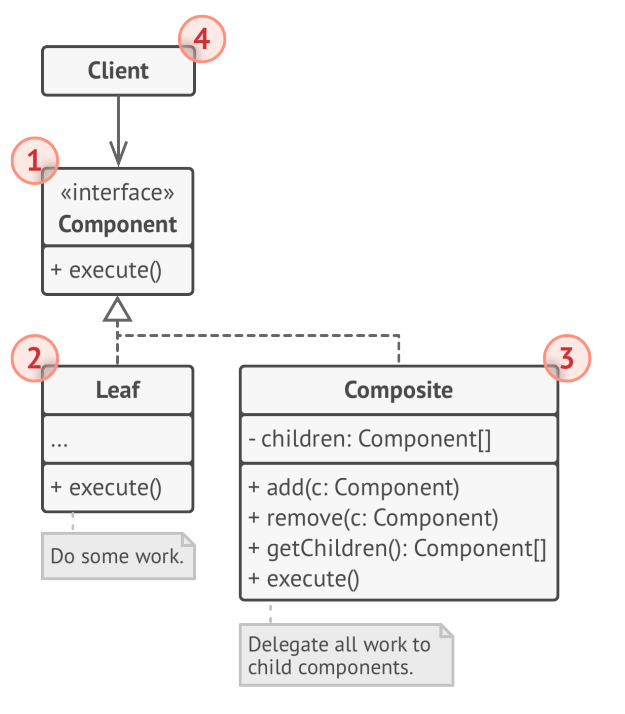 4
Client
1
«interface»
Component
+ execute()
2
Leaf
...
+ execute()
Do some work.
3
Composite
- children: Component[]
+ add(c: Component)
+ remove(c: Component)
+ getChildren(): Component[]
+ execute()
Delegate all work to
child components.